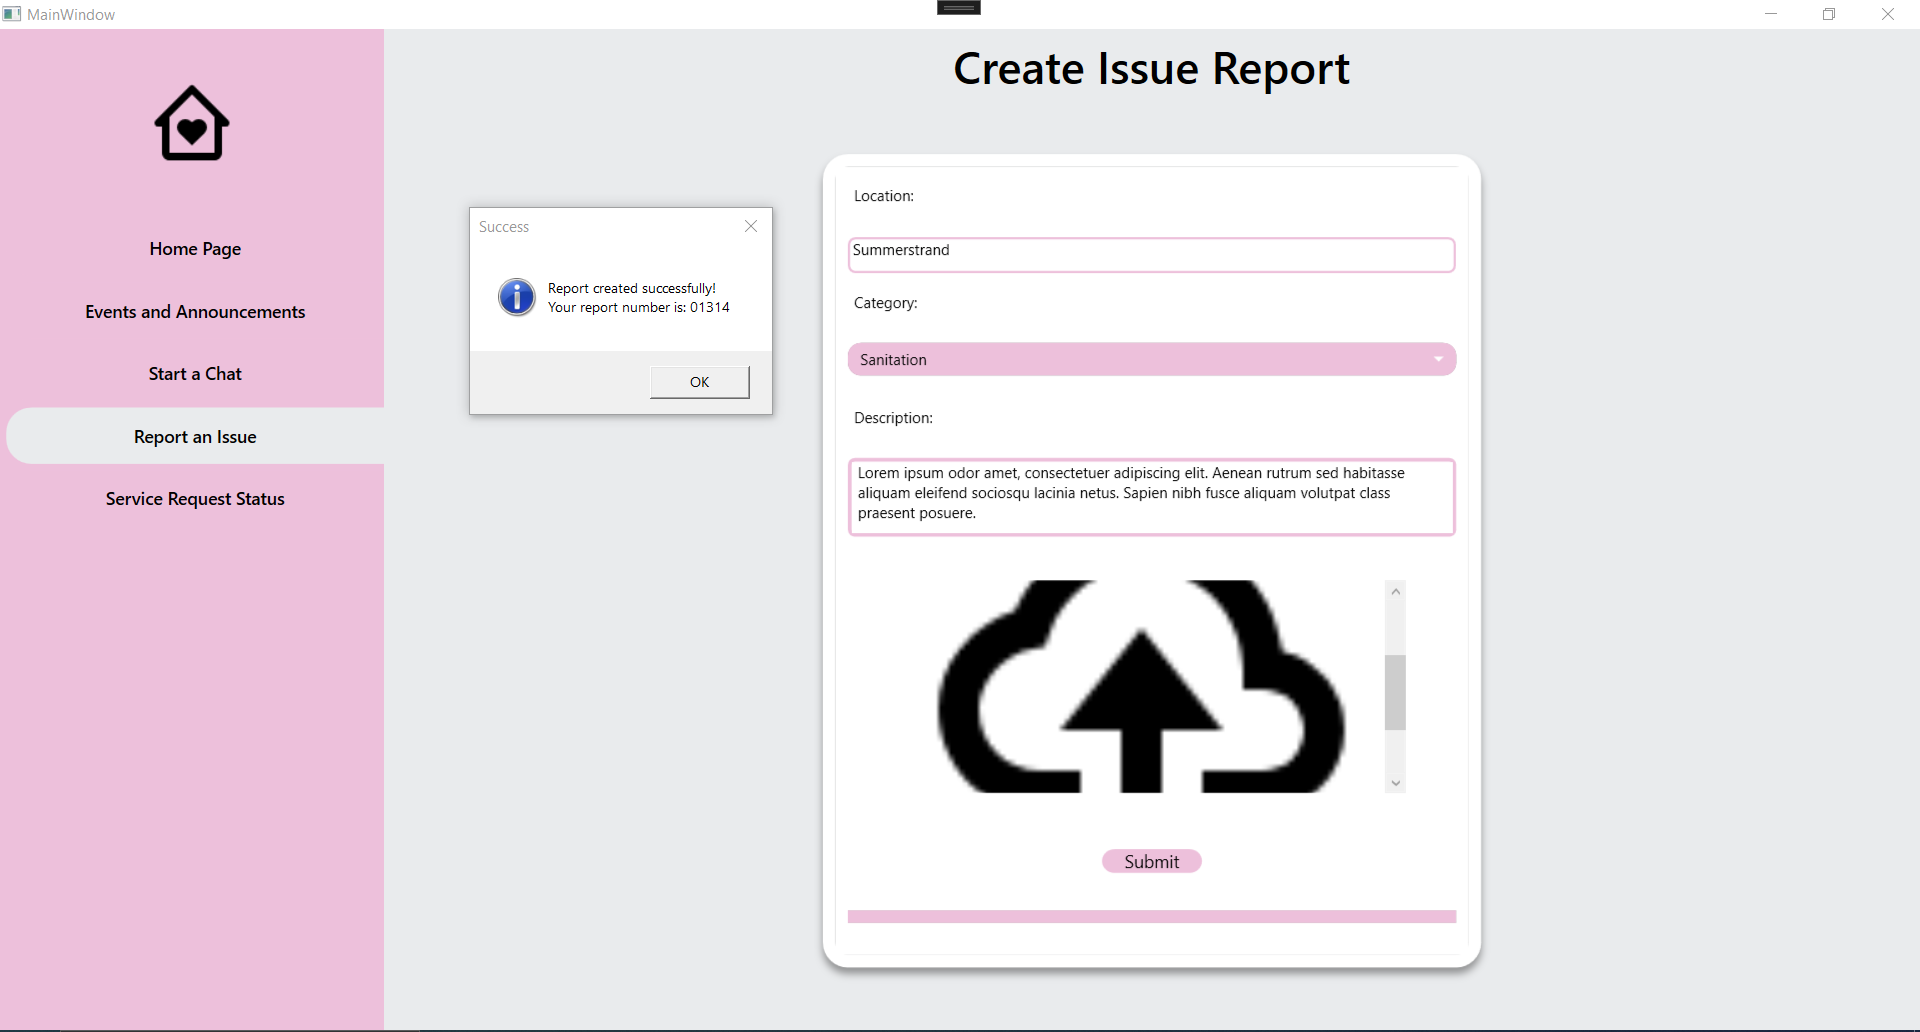 MainWindow
Create Issue Report
Home Page
Events and Announcements
Start a Chat
Report an Issue
Service Request Status
Success
Report created successfully!
Your report number is: 01314
OK
Location:
Summerstrand
Category:
Sanitation
Description:
Lorem ipsum odor amet, consectetuer adipiscing elit. Aenean rutrum sed habitasse
aliquam eleifend sociosqu lacinia netus. Sapien nibh fusce aliquam volutpat class
praesent posuere.
Submit